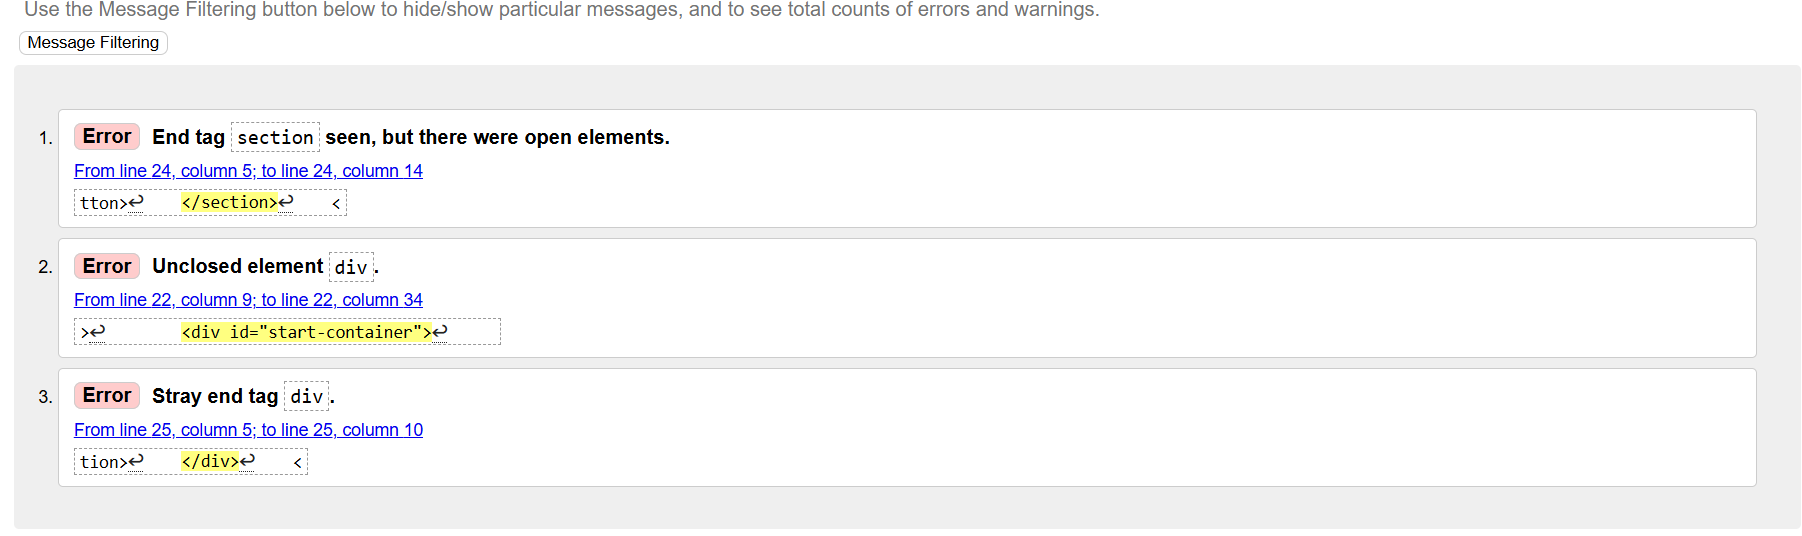 Use the Message Filtering button below to hide/show particular messages, and to see total counts of errors and warnings.
Message Filtering
1. Error End tag section seen, but there were open elements.
From line 24, column 5; to line 24, column 14
tton>↩    </section>↩    <
2. Error Unclosed element div.
From line 22, column 9; to line 22, column 34
>↩        <div id="start-container">↩
3. Error Stray end tag div.
From line 25, column 5; to line 25, column 10
tion>↩    </div>↩    <